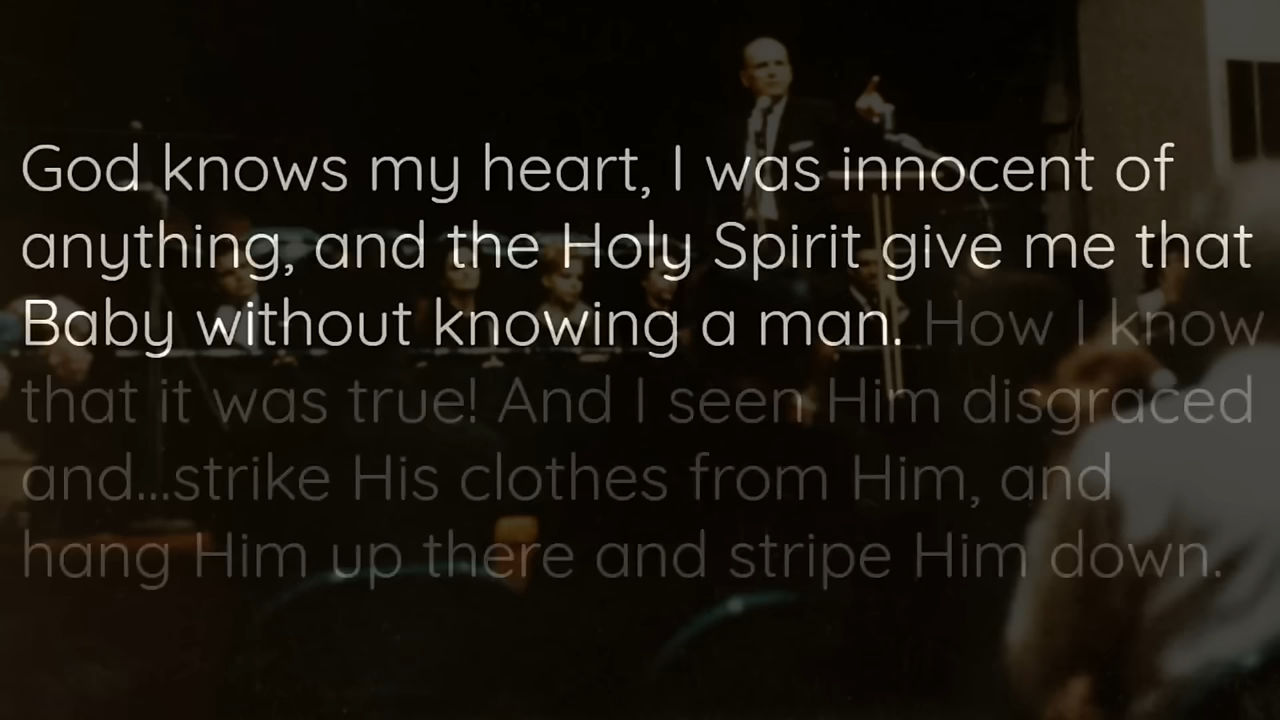 God knows my heart, I was innocent of
anything, and the Holy Spirit give me that
Baby without knowing a man. How I know
that it was true! And I seen Him disgraced
and...strike His clothes from Him, and
hang Him up there and stripe Him down.